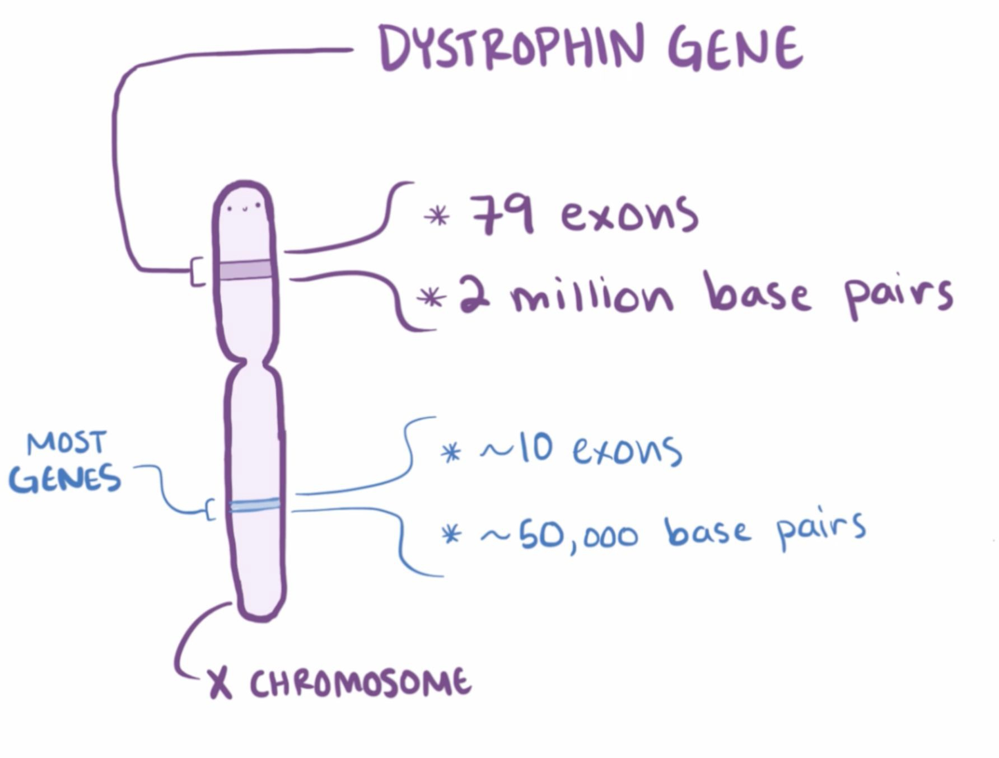 DYSTROPHIN GENE
* 79 exons
* 2 million base pairs
MOST
GENES
* ~10 exons
* ~50,000 base pairs
X CHROMOSOME